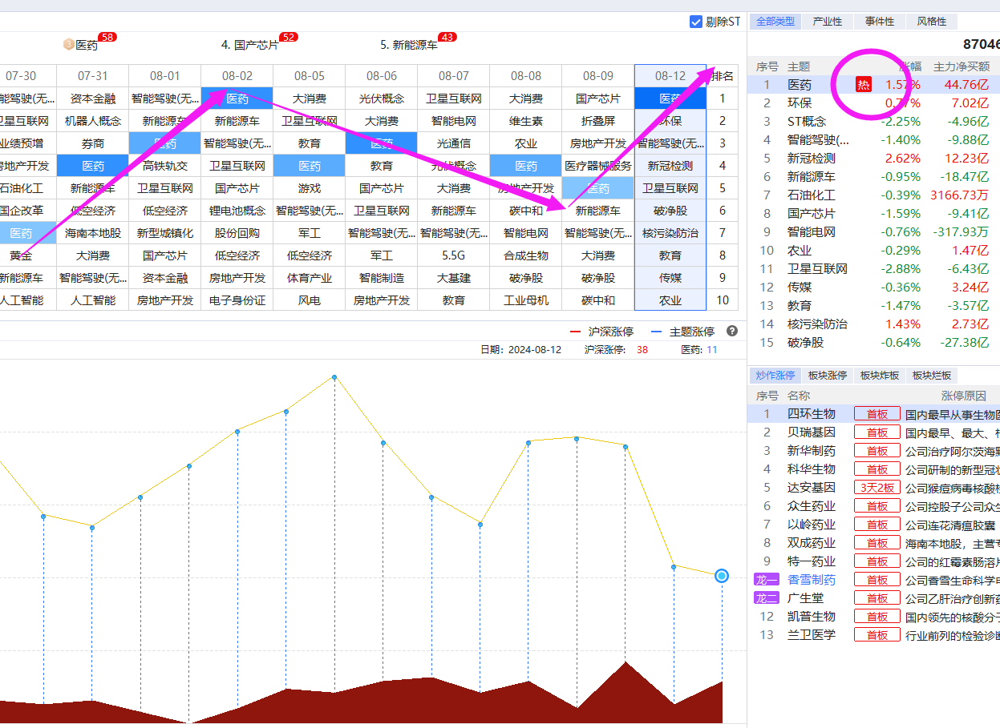 剔除ST
3 医药 58
4. 国产芯片 52
5. 新能源车 43
07-30 07-31 08-01 08-02 08-05 08-06 08-07 08-08 08-09 08-12 排名
能驾驶(无... 资本金融 智能驾驶(无... 医药 大消费 光伏概念 卫星互联网 大消费 国产芯片 医药 1
卫星互联网 机器人概念 新能源车 新能源车 卫星互联网 大消费 智能电网 维生素 折叠屏 环保 2
业绩预增 券商 医药 智能驾驶(无... 教育 医药 光通信 农业 房地产开发 智能驾驶(无... 3
房地产开发 医药 高铁轨交 卫星互联网 医药 教育 光伏概念 医药 医疗器械服务 新冠检测 4
石油化工 新能源车 卫星互联网 国产芯片 游戏 国产芯片 大消费 房地产开发 医药 卫星互联网 5
国企改革 低空经济 低空经济 锂电池概念 智能驾驶(无... 卫星互联网 新能源车 碳中和 新能源车 破净股 6
医药 海南本地股 新型城镇化 股份回购 军工 智能驾驶(无... 智能驾驶(无... 智能电网 智能驾驶(无... 核污染防治 7
黄金 大消费 国产芯片 低空经济 低空经济 军工 5.5G 合成生物 大消费 教育 8
新能源车 智能驾驶(无... 资本金融 房地产开发 体育产业 智能制造 大基建 破净股 破净股 传媒 9
人工智能 人工智能 房地产开发 电子身份证 风电 房地产开发 教育 工业母机 碳中和 农业 10
沪深涨停 主题涨停 ?
日期: 2024-08-12 沪深涨停: 38 医药: 11
全部类型 产业性 事件性 风格性
87046
序号 主题 涨幅 主力净买额
1 医药 热 1.57% 44.76亿
2 环保 0.77% 7.02亿
3 ST概念 -2.25% -4.96亿
4 智能驾驶(... -1.40% -9.88亿
5 新冠检测 2.62% 12.23亿
6 新能源车 -0.95% -18.47亿
7 石油化工 -0.39% 3166.73万
8 国产芯片 -1.59% -9.41亿
9 智能电网 -0.76% -317.93万
10 农业 -0.29% 1.47亿
11 卫星互联网 -2.88% -6.43亿
12 传媒 -0.36% 3.24亿
13 教育 -1.47% -3.57亿
14 核污染防治 1.43% 2.73亿
15 破净股 -0.64% -27.38亿
炒作涨停 板块涨停 板块炸板 板块烂板
序号 名称 涨停原因
1 四环生物 首板 国内最早从事生物
2 贝瑞基因 首板 国内最早、最大、
3 新华制药 首板 公司治疗阿尔茨海
4 科华生物 首板 公司研制的新型冠
5 达安基因 3天2板 公司猴痘病毒核酸
6 众生药业 首板 公司控股子公司众
7 以岭药业 首板 公司连花清瘟胶囊
8 双成药业 首板 海南本地股，主营
9 特一药业 首板 公司的红霉素肠溶
龙一 香雪制药 首板 公司香雪生命科学
龙二 广生堂 首板 公司乙肝治疗创新
12 凯普生物 首板 国内领先的核酸分
13 兰卫医学 首板 行业前列的检验诊